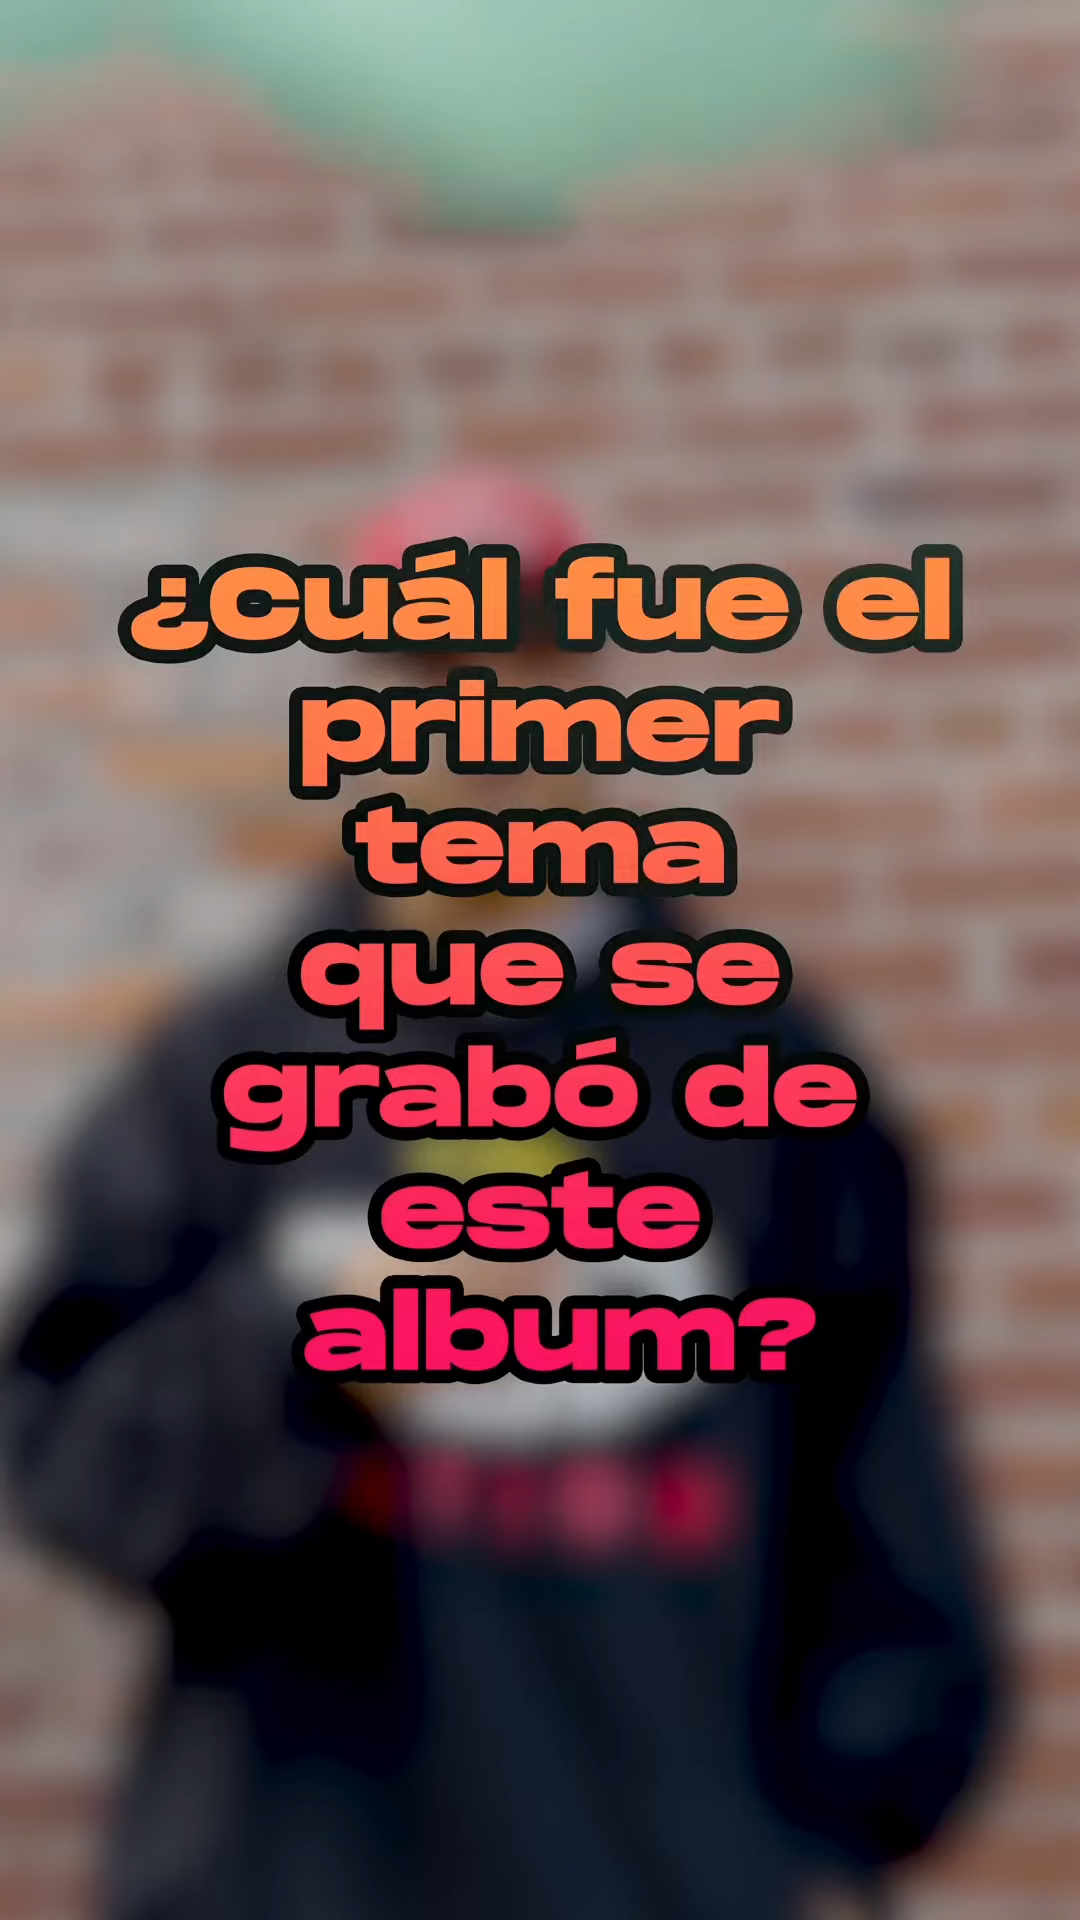 ¿Cuál fue el
primer
tema
que se
grabó de
este
album?